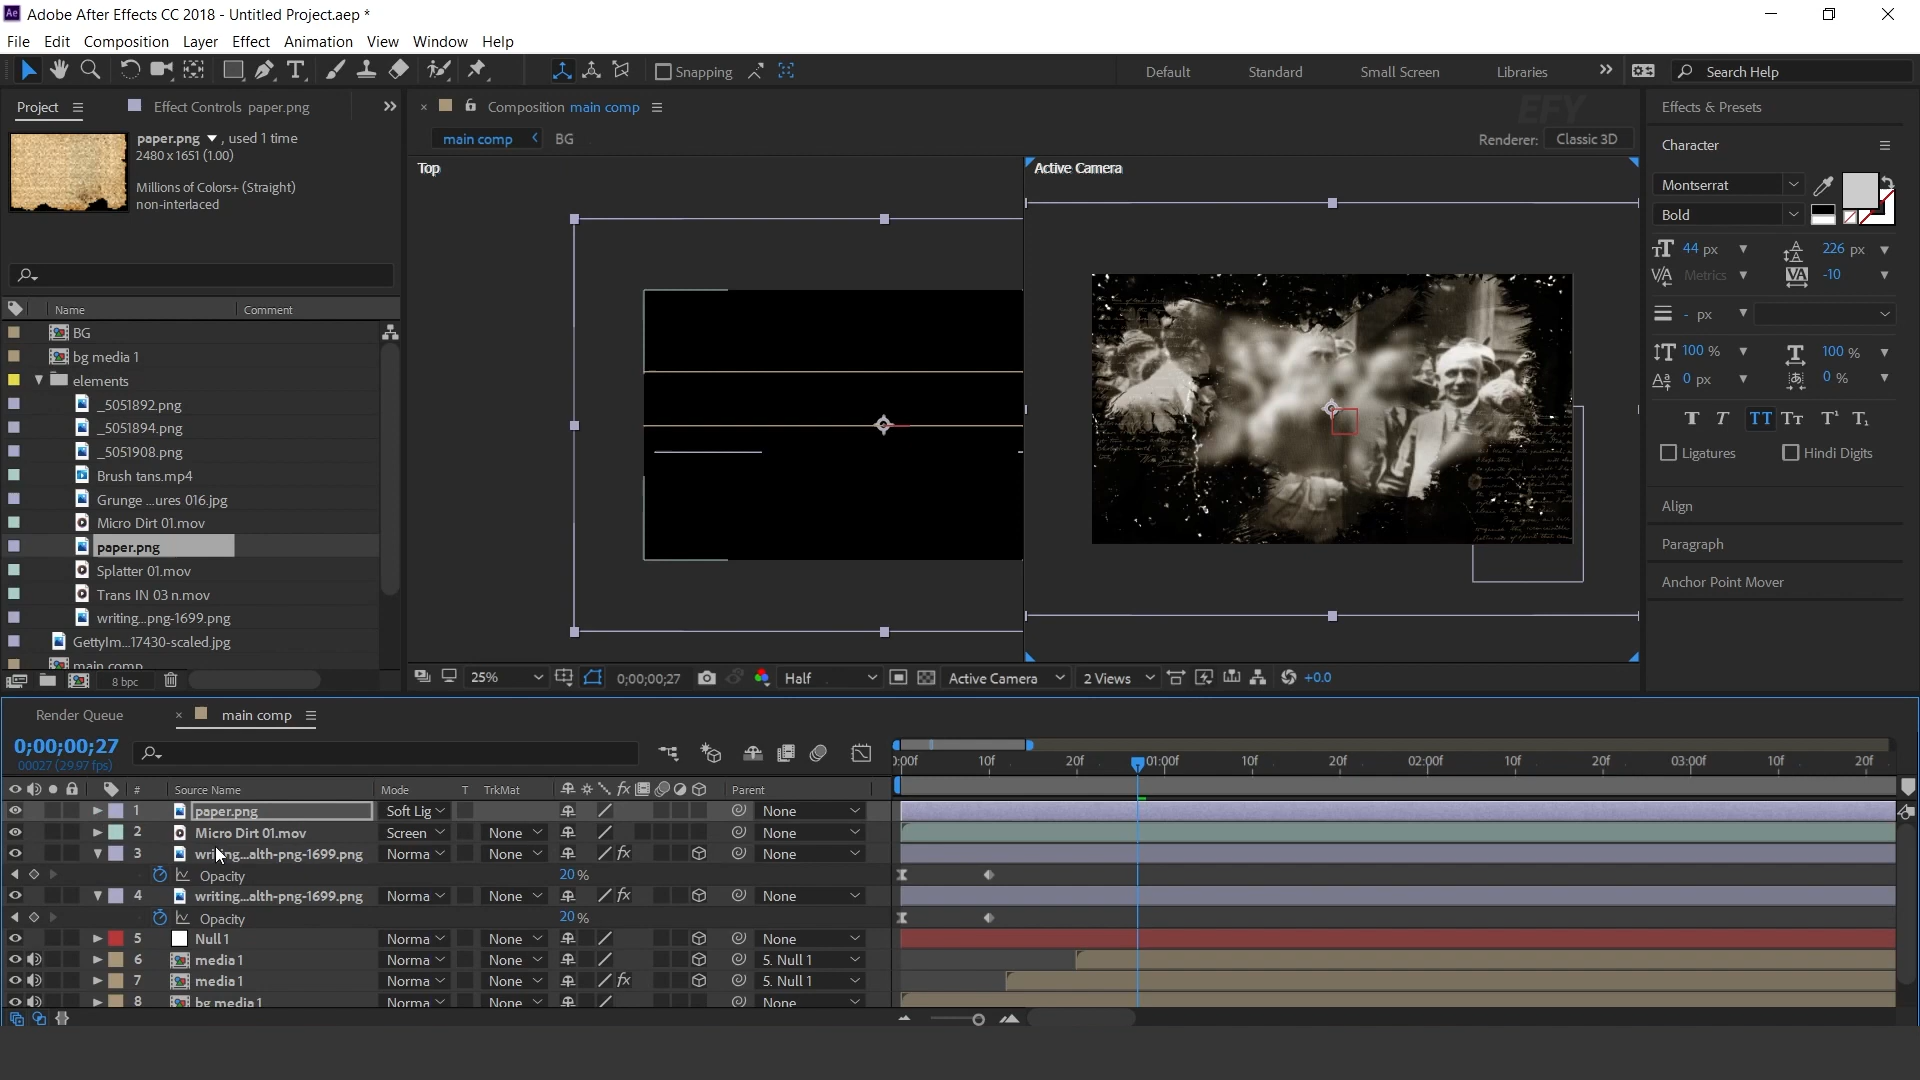 Ae Adobe After Effects CC 2018 - Untitled Project.aep *
File Edit Composition Layer Effect Animation View Window Help
Snapping Default Standard Small Screen Libraries Search Help
Project Effect Controls paper.png
Composition main comp
EFY
Effects & Presets
main comp BG
Renderer: Classic 3D
paper.png , used 1 time
2480 x 1651 (1.00)
Millions of Colors+ (Straight)
non-interlaced
Top
Active Camera
Character
Montserrat
Bold
44 px 226 px
Metrics -10
- px
100 % 100 %
0 px 0 %
Ligatures Hindi Digits
Align
Paragraph
Anchor Point Mover
Name Comment
BG
bg media 1
elements
_5051892.png
_5051894.png
_5051908.png
Brush tans.mp4
Grunge ...ures 016.jpg
Micro Dirt 01.mov
paper.png
Splatter 01.mov
Trans IN 03 n.mov
writing...png-1699.png
GettyIm...17430-scaled.jpg
main comp
8 bpc
25% 0;00;00;27 Half Active Camera 2 Views +0.0
Render Queue main comp
0;00;00;27
00027 (29.97 fps)
0:00f 10f 20f 01:00f 10f 20f 02:00f 10f 20f 03:00f 10f 20f
# Source Name Mode T TrkMat Parent
1 paper.png Soft Lig None
2 Micro Dirt 01.mov Screen None None
3 writing...alth-png-1699.png Norma None None
Opacity 20 %
4 writing...alth-png-1699.png Norma None None
Opacity 20 %
5 Null 1 Norma None None
6 media 1 Norma None 5. Null 1
7 media 1 Norma None 5. Null 1
8 bg media 1 Norma None None